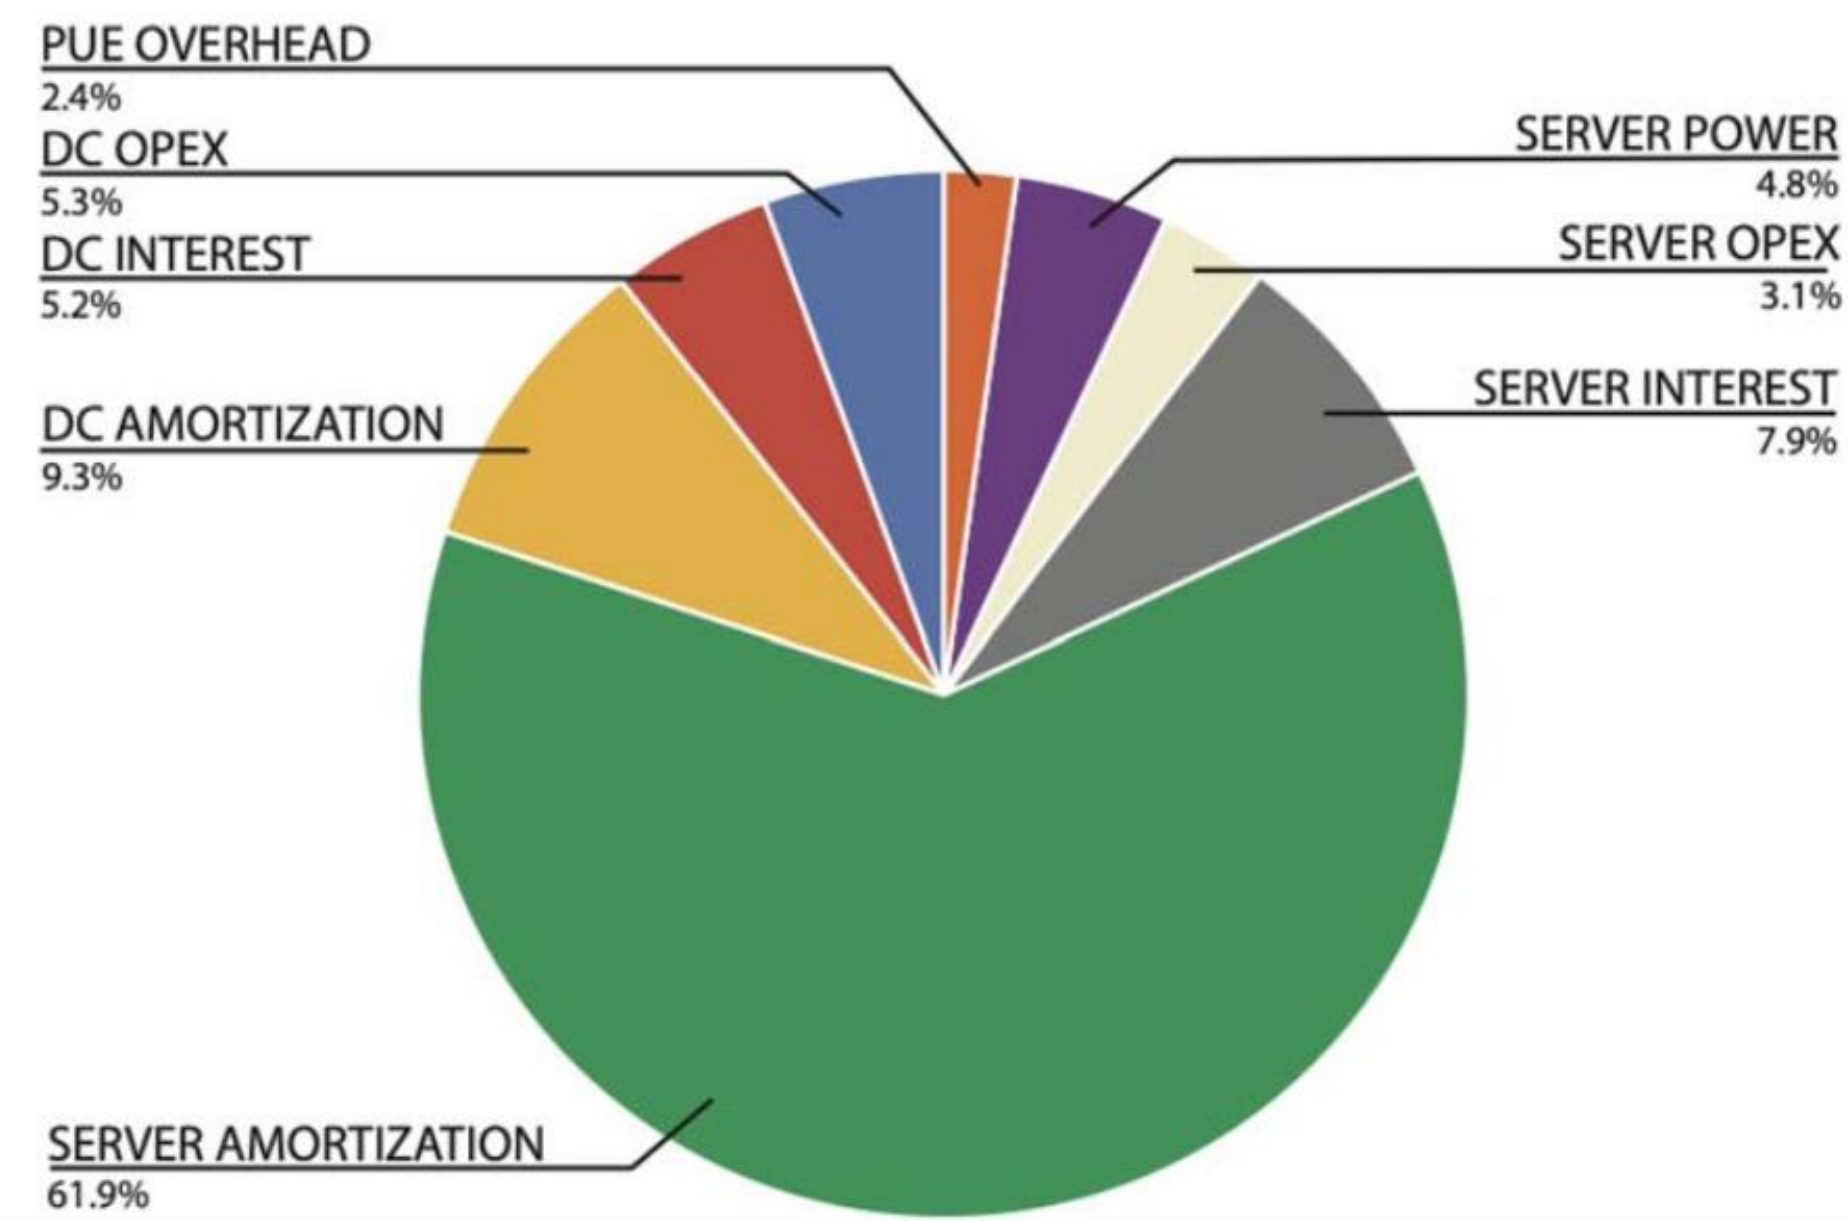 PUE OVERHEAD
2.4%
DC OPEX
5.3%
DC INTEREST
5.2%
DC AMORTIZATION
9.3%
SERVER AMORTIZATION
61.9%
SERVER POWER
4.8%
SERVER OPEX
3.1%
SERVER INTEREST
7.9%